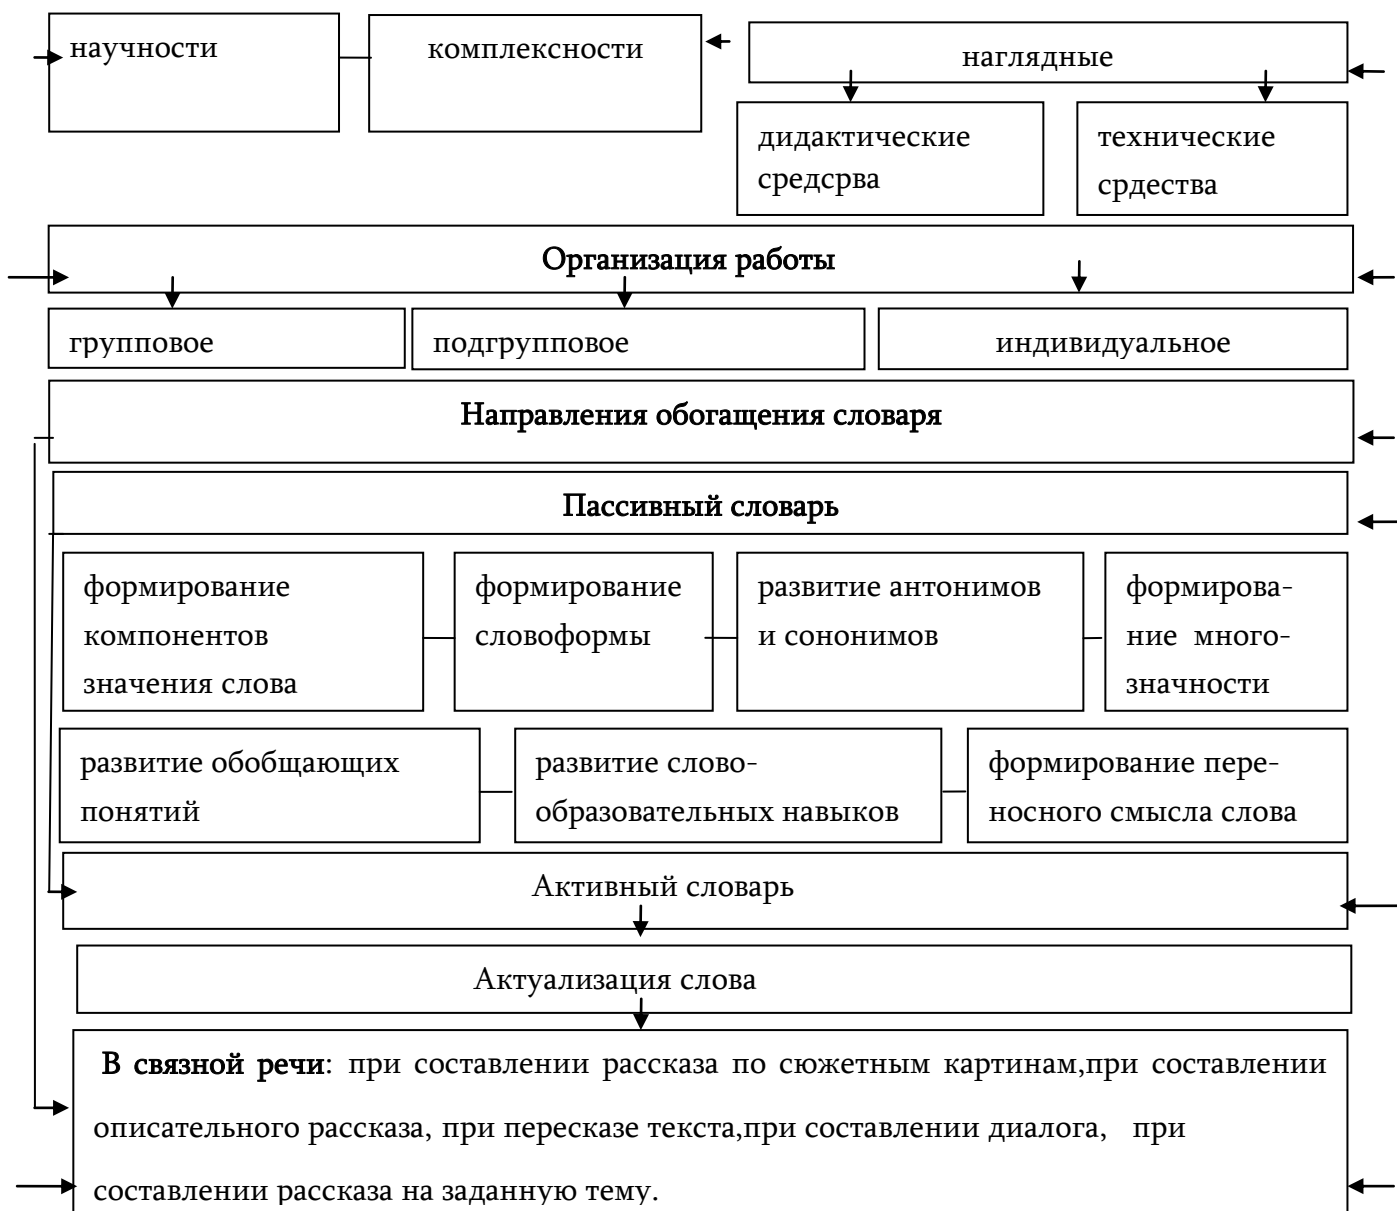 научности
комплексности
наглядные
дидактические
средсрва
технические
срдества
Организация работы
групповое
подгрупповое
индивидуальное
Направления обогащения словаря
Пассивный словарь
формирование
компонентов
значения слова
формирование
словоформы
развитие антонимов
и сононимов
формирова-
ние много-
значности
развитие обобщающих
понятий
развитие слово-
образовательных навыков
формирование пере-
носного смысла слова
Активный словарь
Актуализация слова
В связной речи: при составлении рассказа по сюжетным картинам,при составлении
описательного рассказа, при пересказе текста,при составлении диалога, при
составлении рассказа на заданную тему.